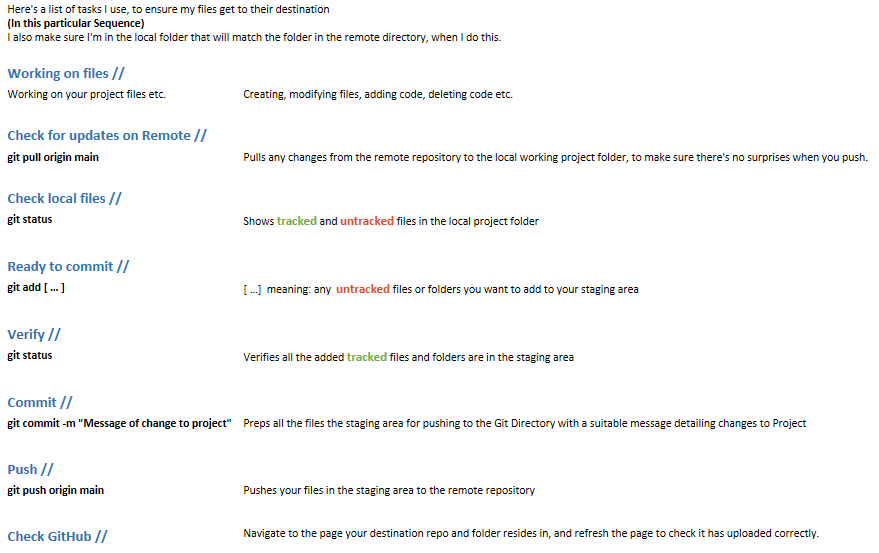 Here's a list of tasks I use, to ensure my files get to their destination
(In this particular Sequence)
I also make sure I'm in the local folder that will match the folder in the remote directory, when I do this.
Working on files //
Working on your project files etc. Creating, modifying files, adding code, deleting code etc.
Check for updates on Remote //
git pull origin main Pulls any changes from the remote repository to the local working project folder, to make sure there's no surprises when you push.
Check local files //
git status Shows tracked and untracked files in the local project folder
Ready to commit //
git add [ ... ] [ ...] meaning: any untracked files or folders you want to add to your staging area
Verify //
git status Verifies all the added tracked files and folders are in the staging area
Commit //
git commit -m "Message of change to project" Preps all the files the staging area for pushing to the Git Directory with a suitable message detailing changes to Project
Push //
git push origin main Pushes your files in the staging area to the remote repository
Check GitHub // Navigate to the page your destination repo and folder resides in, and refresh the page to check it has uploaded correctly.